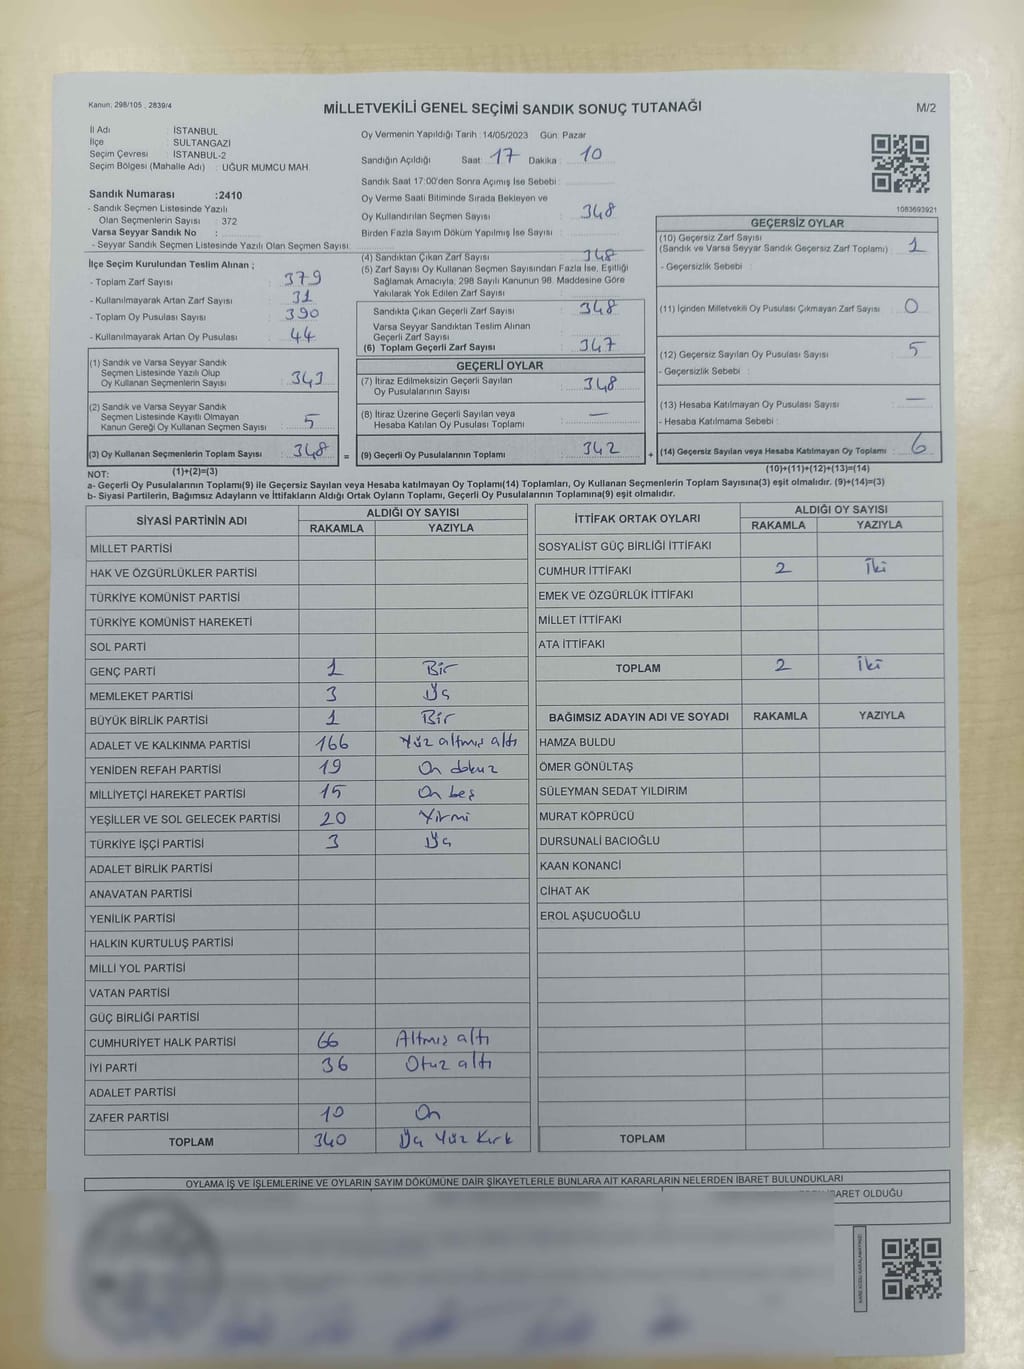 Kanun: 298/105 , 2839/4
MİLLETVEKİLİ GENEL SEÇİMİ SANDIK SONUÇ TUTANAĞI
M/2
İl Adı : İSTANBUL
İlçe : SULTANGAZİ
Seçim Çevresi : İSTANBUL-2
Seçim Bölgesi (Mahalle Adı) : UĞUR MUMCU MAH.
Sandık Numarası :2410
- Sandık Seçmen Listesinde Yazılı
Olan Seçmenlerin Sayısı : 372
Varsa Seyyar Sandık No :
- Seyyar Sandık Seçmen Listesinde Yazılı Olan Seçmen Sayısı:
İlçe Seçim Kurulundan Teslim Alınan ;
- Toplam Zarf Sayısı : 379
- Kullanılmayarak Artan Zarf Sayısı : 31
- Toplam Oy Pusulası Sayısı : 390
- Kullanılmayarak Artan Oy Pusulası : 44
(1) Sandık ve Varsa Seyyar Sandık
Seçmen Listesinde Yazılı Olup
Oy Kullanan Seçmenlerin Sayısı : 343
(2) Sandık ve Varsa Seyyar Sandık
Seçmen Listesinde Kayıtlı Olmayan
Kanun Gereği Oy Kullanan Seçmen Sayısı : 5
(3) Oy Kullanan Seçmenlerin Toplam Sayısı : 348
Oy Vermenin Yapıldığı Tarih : 14/05/2023 Gün: Pazar
Sandığın Açıldığı Saat: 17 Dakika : 10
Sandık Saat 17:00'den Sonra Açımış İse Sebebi :
Oy Verme Saati Bitiminde Sırada Bekleyen ve
Oy Kullandırılan Seçmen Sayısı : 348
Birden Fazla Sayım Döküm Yapılmış İse Sayısı :
(4) Sandıktan Çıkan Zarf Sayısı : 348
(5) Zarf Sayısı Oy Kullanan Seçmen Sayısından Fazla İse, Eşitliği
Sağlamak Amacıyla; 298 Sayılı Kanunun 98. Maddesine Göre
Yakılarak Yok Edilen Zarf Sayısı :
Sandıkta Çıkan Geçerli Zarf Sayısı : 348
Varsa Seyyar Sandıktan Teslim Alınan
Geçerli Zarf Sayısı :
(6) Toplam Geçerli Zarf Sayısı : 347
GEÇERLİ OYLAR
(7) İtiraz Edilmeksizin Geçerli Sayılan
Oy Pusulalarının Sayısı : 348
(8) İtiraz Üzerine Geçerli Sayılan veya
Hesaba Katılan Oy Pusulası Toplamı : —
= (9) Geçerli Oy Pusulalarının Toplamı : 342
1083693921
GEÇERSİZ OYLAR
(10) Geçersiz Zarf Sayısı
(Sandık ve Varsa Seyyar Sandık Geçersiz Zarf Toplamı) : 1
- Geçersizlik Sebebi :
(11) İçinden Milletvekili Oy Pusulası Çıkmayan Zarf Sayısı : 0
(12) Geçersiz Sayılan Oy Pusulası Sayısı : 5
- Geçersizlik Sebebi :
(13) Hesaba Katılmayan Oy Pusulası Sayısı : —
- Hesaba Katılmama Sebebi :
+ (14) Geçersiz Sayılan veya Hesaba Katılmayan Oy Toplamı : 6
NOT: (1)+(2)=(3) (10)+(11)+(12)+(13)=(14)
a- Geçerli Oy Pusulalarının Toplamı(9) ile Geçersiz Sayılan veya Hesaba katılmayan Oy Toplamı(14) Toplamları, Oy Kullanan Seçmenlerin Toplam Sayısına(3) eşit olmalıdır. (9)+(14)=(3)
b- Siyasi Partilerin, Bağımsız Adayların ve İttifakların Aldığı Ortak Oyların Toplamı, Geçerli Oy Pusulalarının Toplamına(9) eşit olmalıdır.
SİYASİ PARTİNİN ADI ALDIĞI OY SAYISI
RAKAMLA YAZIYLA
MİLLET PARTİSİ
HAK VE ÖZGÜRLÜKLER PARTİSİ
TÜRKİYE KOMÜNİST PARTİSİ
TÜRKİYE KOMÜNİST HAREKETİ
SOL PARTİ
GENÇ PARTİ 1 Bir
MEMLEKET PARTİSİ 3 Üç
BÜYÜK BİRLİK PARTİSİ 1 Bir
ADALET VE KALKINMA PARTİSİ 166 Yüz altmış altı
YENİDEN REFAH PARTİSİ 19 On dokuz
MİLLİYETÇİ HAREKET PARTİSİ 15 On beş
YEŞİLLER VE SOL GELECEK PARTİSİ 20 Yirmi
TÜRKİYE İŞÇİ PARTİSİ 3 Üç
ADALET BİRLİK PARTİSİ
ANAVATAN PARTİSİ
YENİLİK PARTİSİ
HALKIN KURTULUŞ PARTİSİ
MİLLİ YOL PARTİSİ
VATAN PARTİSİ
GÜÇ BİRLİĞİ PARTİSİ
CUMHURİYET HALK PARTİSİ 66 Altmış altı
İYİ PARTİ 36 Otuz altı
ADALET PARTİSİ
ZAFER PARTİSİ 10 On
TOPLAM 340 Üç Yüz Kırk
İTTİFAK ORTAK OYLARI ALDIĞI OY SAYISI
RAKAMLA YAZIYLA
SOSYALİST GÜÇ BİRLİĞİ İTTİFAKI
CUMHUR İTTİFAKI 2 İki
EMEK VE ÖZGÜRLÜK İTTİFAKI
MİLLET İTTİFAKI
ATA İTTİFAKI
TOPLAM 2 İki
BAĞIMSIZ ADAYIN ADI VE SOYADI RAKAMLA YAZIYLA
HAMZA BULDU
ÖMER GÖNÜLTAŞ
SÜLEYMAN SEDAT YILDIRIM
MURAT KÖPRÜCÜ
DURSUNALİ BACIOĞLU
KAAN KONANCİ
CİHAT AK
EROL AŞUCUOĞLU
TOPLAM
OYLAMA İŞ VE İŞLEMLERİNE VE OYLARIN SAYIM DÖKÜMÜNE DAİR ŞİKAYETLERLE BUNLARA AİT KARARLARIN NELERDEN İBARET BULUNDUKLARI
İBARET OLDUĞU